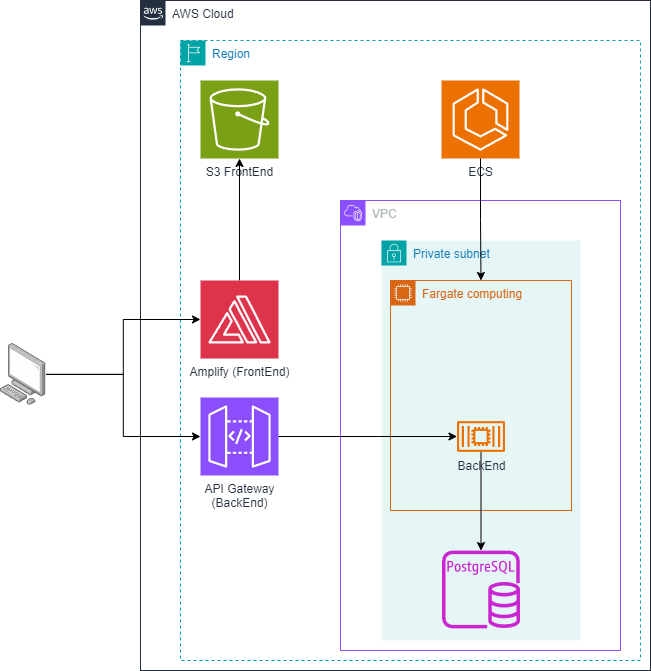 aws
AWS Cloud
Region
S3 FrontEnd
ECS
VPC
Private subnet
Fargate computing
Amplify (FrontEnd)
API Gateway
(BackEnd)
BackEnd
PostgreSQL